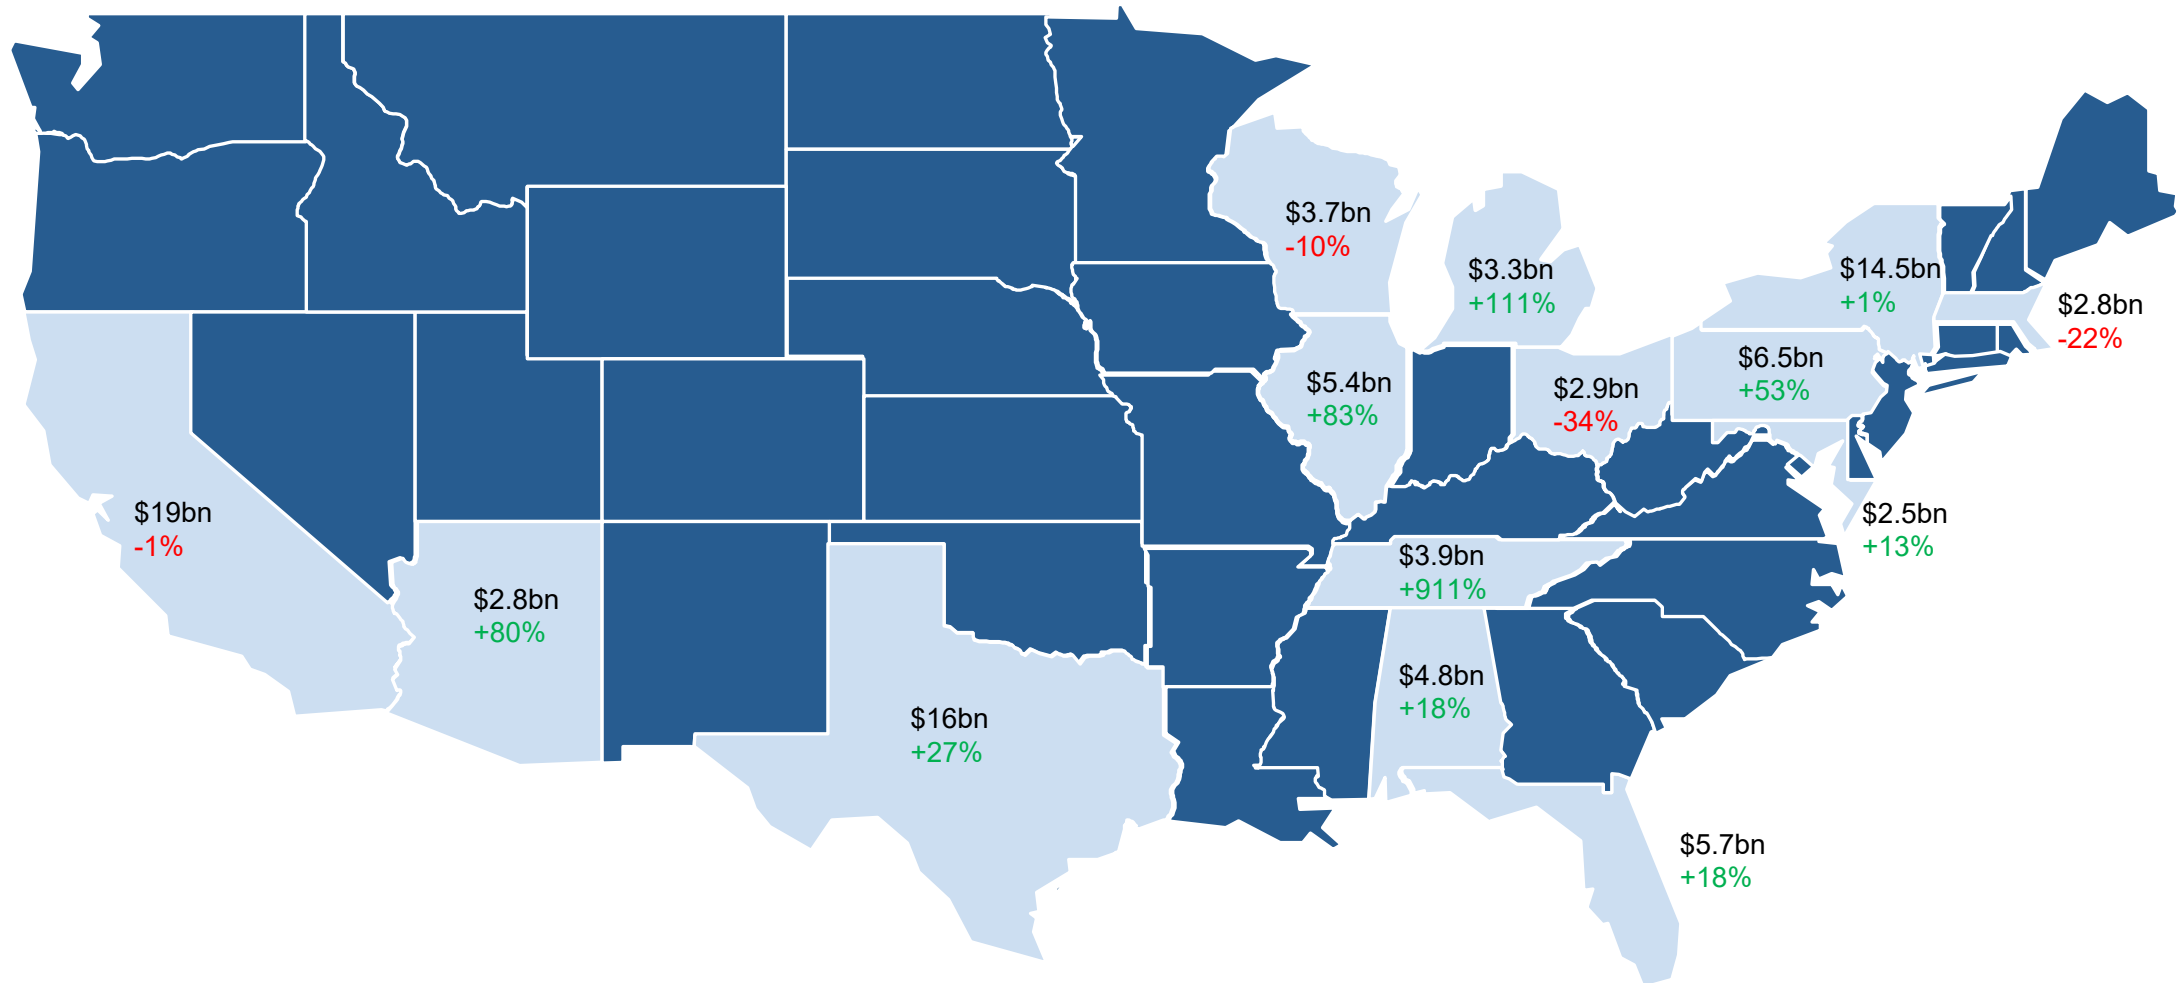 $3.7bn
-10%
$3.3bn
+111%
$14.5bn
+1%
$2.8bn
-22%
$6.5bn
+53%
$5.4bn
+83%
$2.9bn
-34%
$19bn
-1%
$2.5bn
+13%
$3.9bn
+911%
$2.8bn
+80%
$4.8bn
+18%
$16bn
+27%
$5.7bn
+18%